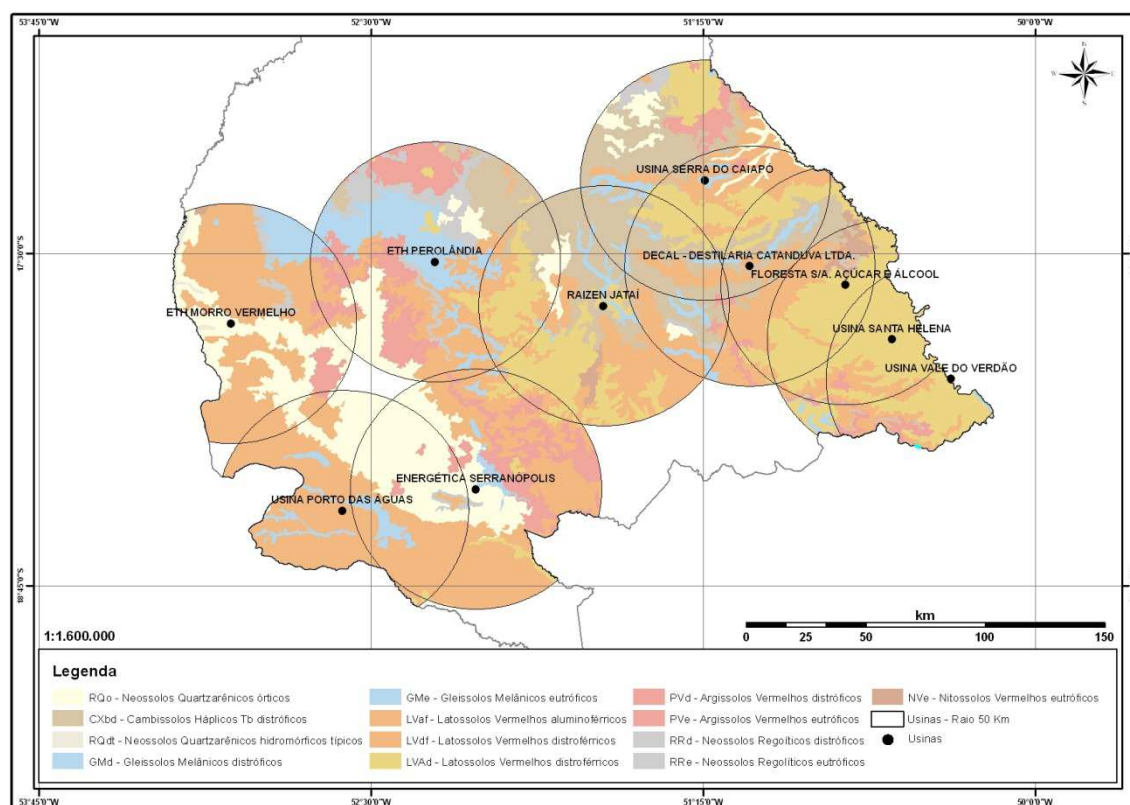 53°45'0"W 52°30'0"W 51°15'0"W 50°0'0"W
N
W E
S
USINA SERRA DO CAIAPÓ
ETH PEROLÂNDIA
17°30'0"S
DECAL - DESTILARIA CATANDUVA LTDA.
FLORESTA S/A. AÇÚCAR E ÁLCOOL
RAIZEN JATAÍ
ETH MORRO VERMELHO
USINA SANTA HELENA
USINA VALE DO VERDÃO
ENERGÉTICA SERRANÓPOLIS
USINA PORTO DAS ÁGUAS
18°45'0"S
km
1:1.600.000
0 25 50 100 150
Legenda
RQo - Neossolos Quartzarênicos órticos
CXbd - Cambissolos Háplicos Tb distróficos
RQdt - Neossolos Quartzarênicos hidromórficos típicos
GMd - Gleissolos Melânicos distróficos
GMe - Gleissolos Melânicos eutróficos
LVaf - Latossolos Vermelhos aluminoférricos
LVdf - Latossolos Vermelhos distroférricos
LVAd - Latossolos Vermelhos distroférricos
PVd - Argissolos Vermelhos distróficos
PVe - Argissolos Vermelhos eutróficos
RRd - Neossolos Regoíticos distróficos
RRe - Neossolos Regolíticos eutróficos
NVe - Nitossolos Vermelhos eutróficos
Usinas - Raio 50 Km
Usinas
53°45'0"W 52°30'0"W 51°15'0"W 50°0'0"W